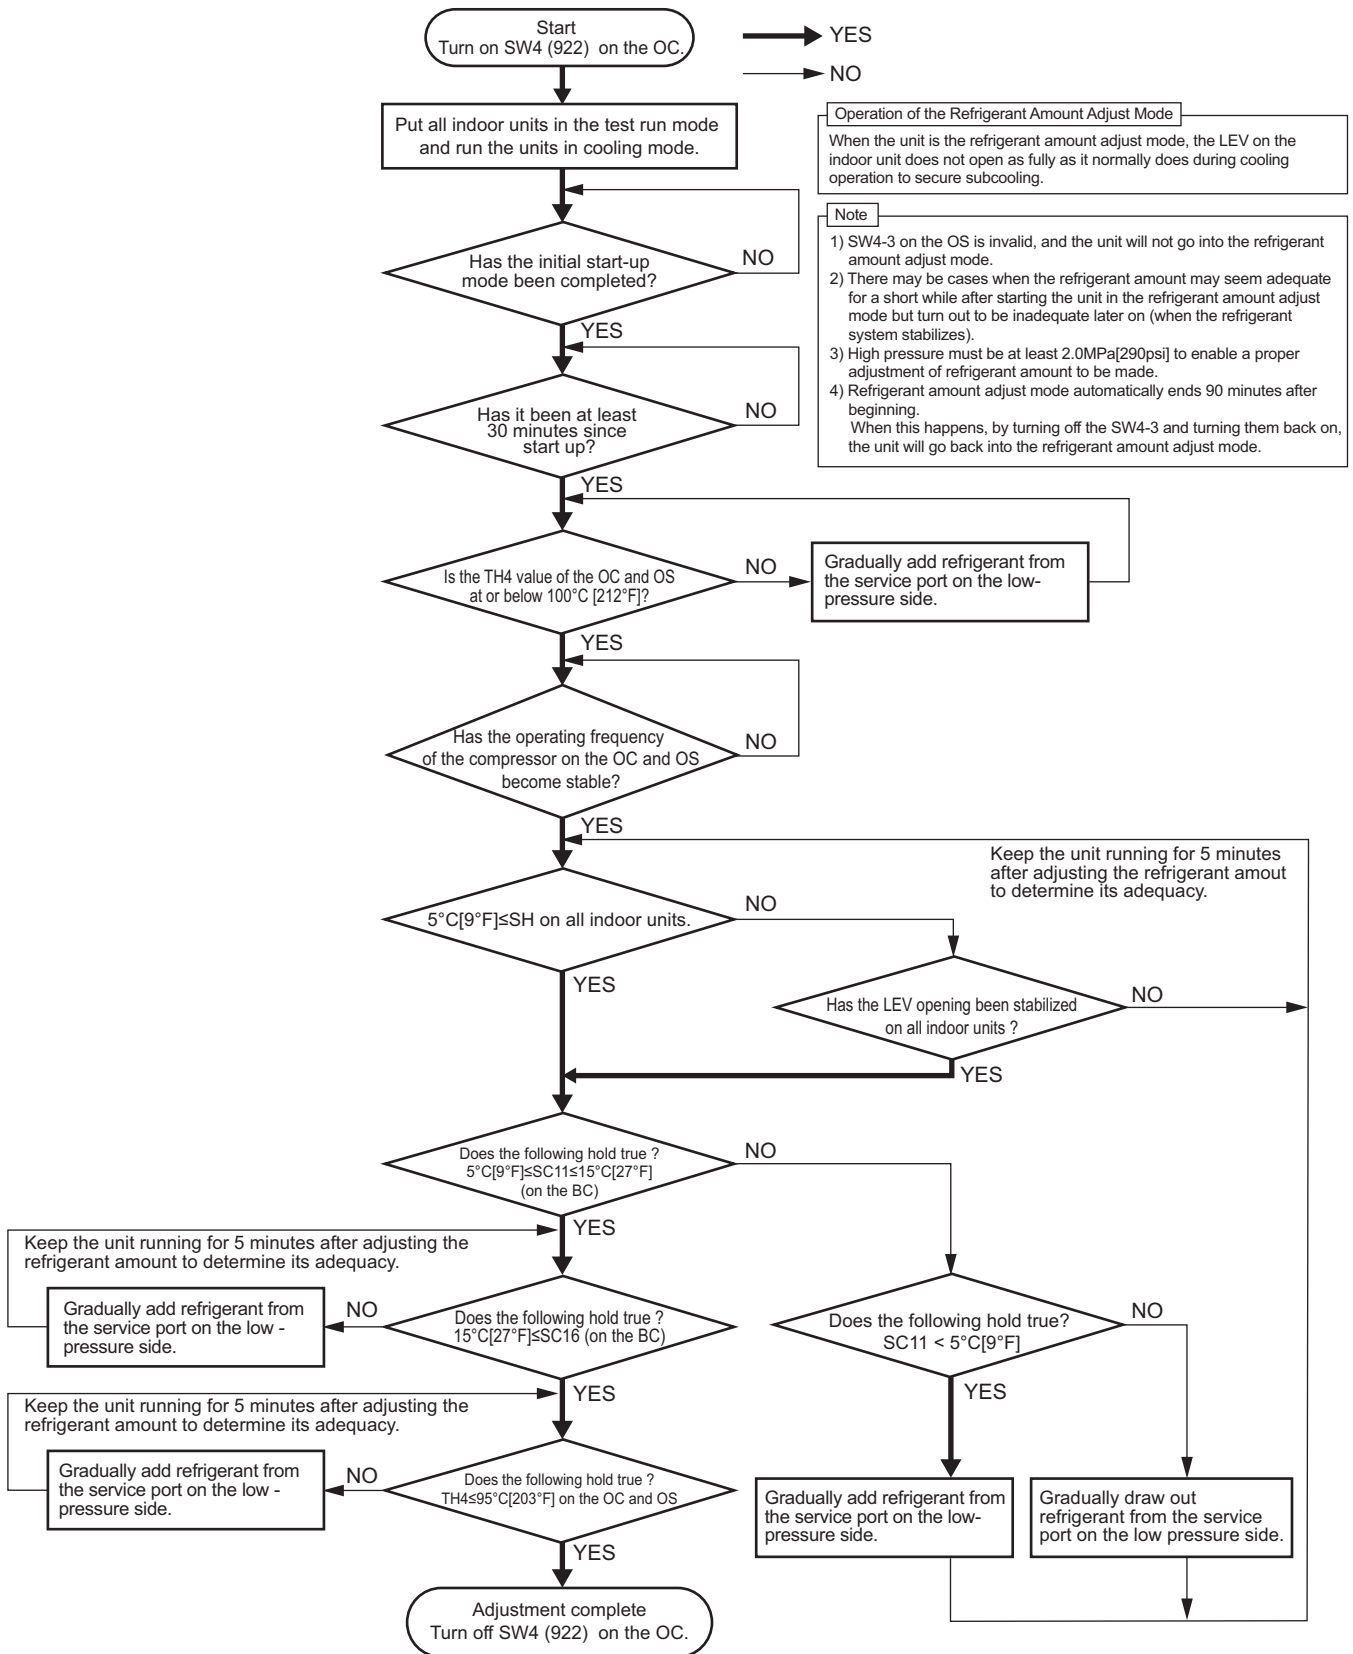 Start
Turn on SW4 (922)  on the OC.
YES
NO
Put all indoor units in the test run mode
and run the units in cooling mode.
Operation of the Refrigerant Amount Adjust Mode
When the unit is the refrigerant amount adjust mode, the LEV on the
indoor unit does not open as fully as it normally does during cooling
operation to secure subcooling.
Note
1) SW4-3 on the OS is invalid, and the unit will not go into the refrigerant
amount adjust mode.
2) There may be cases when the refrigerant amount may seem adequate
for a short while after starting the unit in the refrigerant amount adjust
mode but turn out to be inadequate later on (when the refrigerant
system stabilizes).
3) High pressure must be at least 2.0MPa[290psi] to enable a proper
adjustment of refrigerant amount to be made.
4) Refrigerant amount adjust mode automatically ends 90 minutes after
beginning.
When this happens, by turning off the SW4-3 and turning them back on,
the unit will go back into the refrigerant amount adjust mode.
Has the initial start-up
mode been completed?
NO
YES
Has it been at least
30 minutes since
start up?
NO
YES
Is the TH4 value of the OC and OS
at or below 100°C [212°F]?
NO
Gradually add refrigerant from
the service port on the low-
pressure side.
YES
Has the operating frequency
of the compressor on the OC and OS
become stable?
NO
YES
Keep the unit running for 5 minutes
after adjusting the refrigerant amout
to determine its adequacy.
5°C[9°F]≤SH on all indoor units.
NO
YES
Has the LEV opening been stabilized
on all indoor units ?
NO
YES
Does the following hold true ?
5°C[9°F]≤SC11≤15°C[27°F]
(on the BC)
NO
YES
Keep the unit running for 5 minutes after adjusting the
refrigerant amount to determine its adequacy.
Gradually add refrigerant from
the service port on the low -
pressure side.
NO
Does the following hold true ?
15°C[27°F]≤SC16 (on the BC)
Does the following hold true?
SC11 < 5°C[9°F]
NO
YES
YES
Keep the unit running for 5 minutes after adjusting the
refrigerant amount to determine its adequacy.
Gradually add refrigerant from
the service port on the low -
pressure side.
NO
Does the following hold true ?
TH4≤95°C[203°F] on the OC and OS
Gradually add refrigerant from
the service port on the low-
pressure side.
Gradually draw out
refrigerant from the service
port on the low pressure side.
YES
Adjustment complete
Turn off SW4 (922)  on the OC.